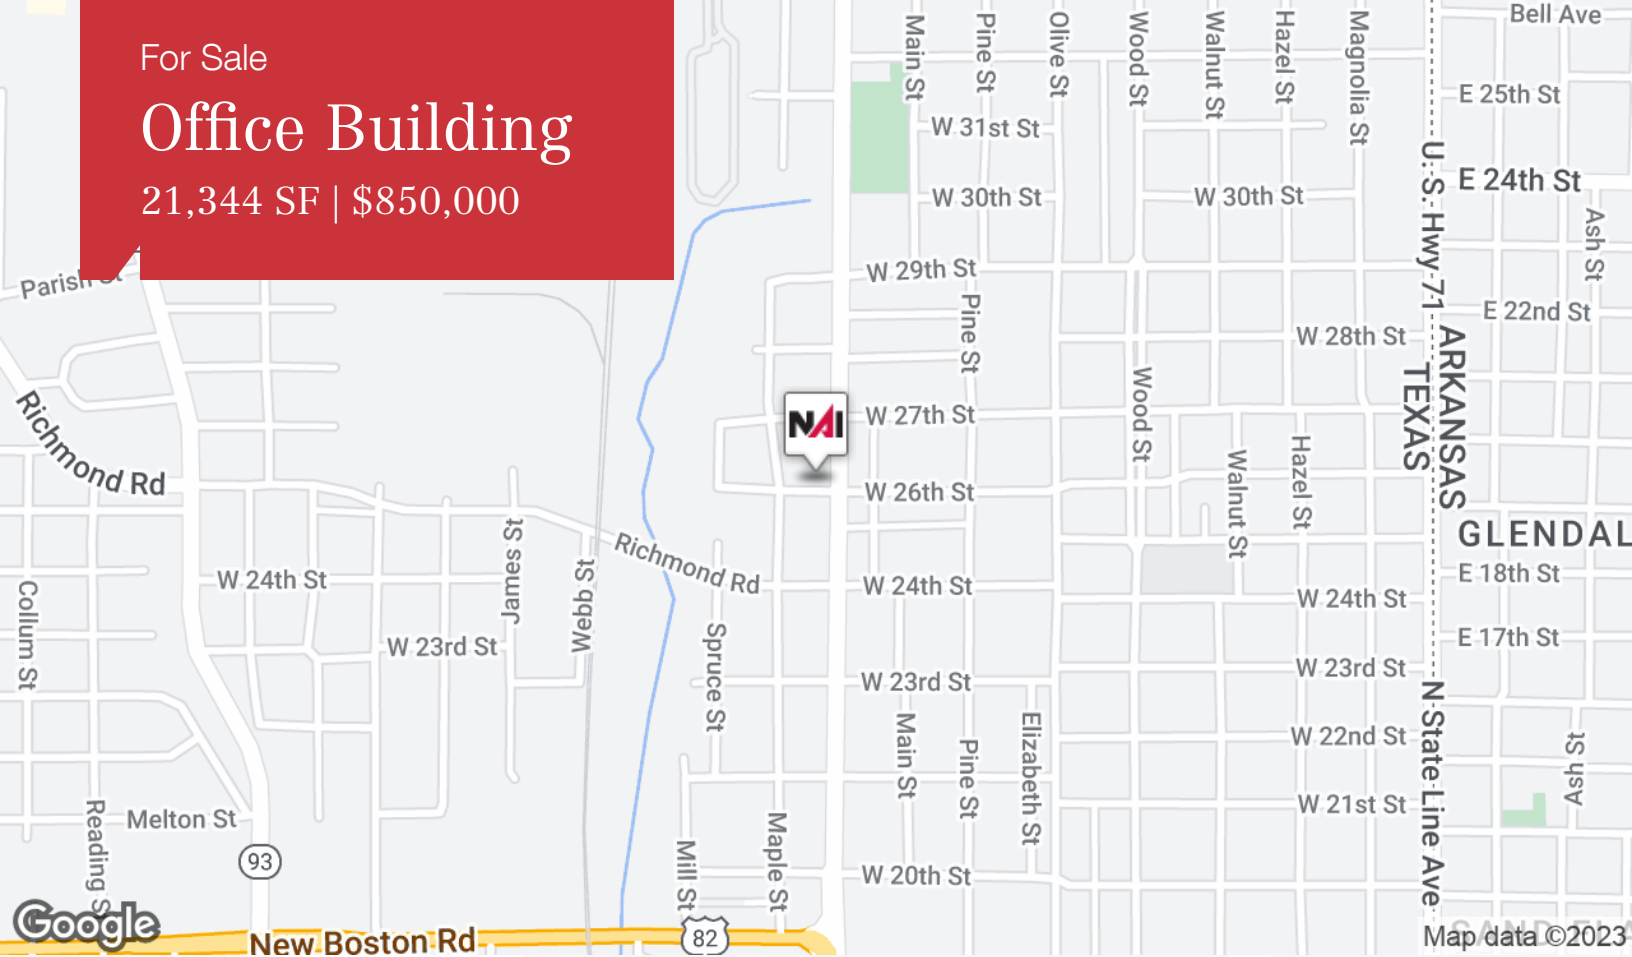 For Sale
Office Building
21,344 SF | $850,000
Main St
Pine St
Olive St
Wood St
Walnut St
Hazel St
Magnolia St
Bell Ave
E 25th St
W 31st St
E 24th St
W 30th St
W 30th St
U.S. Hwy 71
Ash St
Parish St
W 29th St
E 22nd St
Pine St
W 28th St
ARKANSAS
TEXAS
Richmond Rd
NAI
W 27th St
Wood St
W 26th St
Walnut St
Hazel St
GLENDAL
James St
Webb St
Richmond Rd
W 24th St
W 24th St
W 24th St
E 18th St
Collum St
W 23rd St
Spruce St
W 23rd St
W 23rd St
E 17th St
N State Line Ave
Main St
Pine St
Elizabeth St
W 22nd St
Ash St
W 21st St
Reading St
Melton St
Mill St
Maple St
W 20th St
93
Google
New Boston Rd
82
Map data ©2023